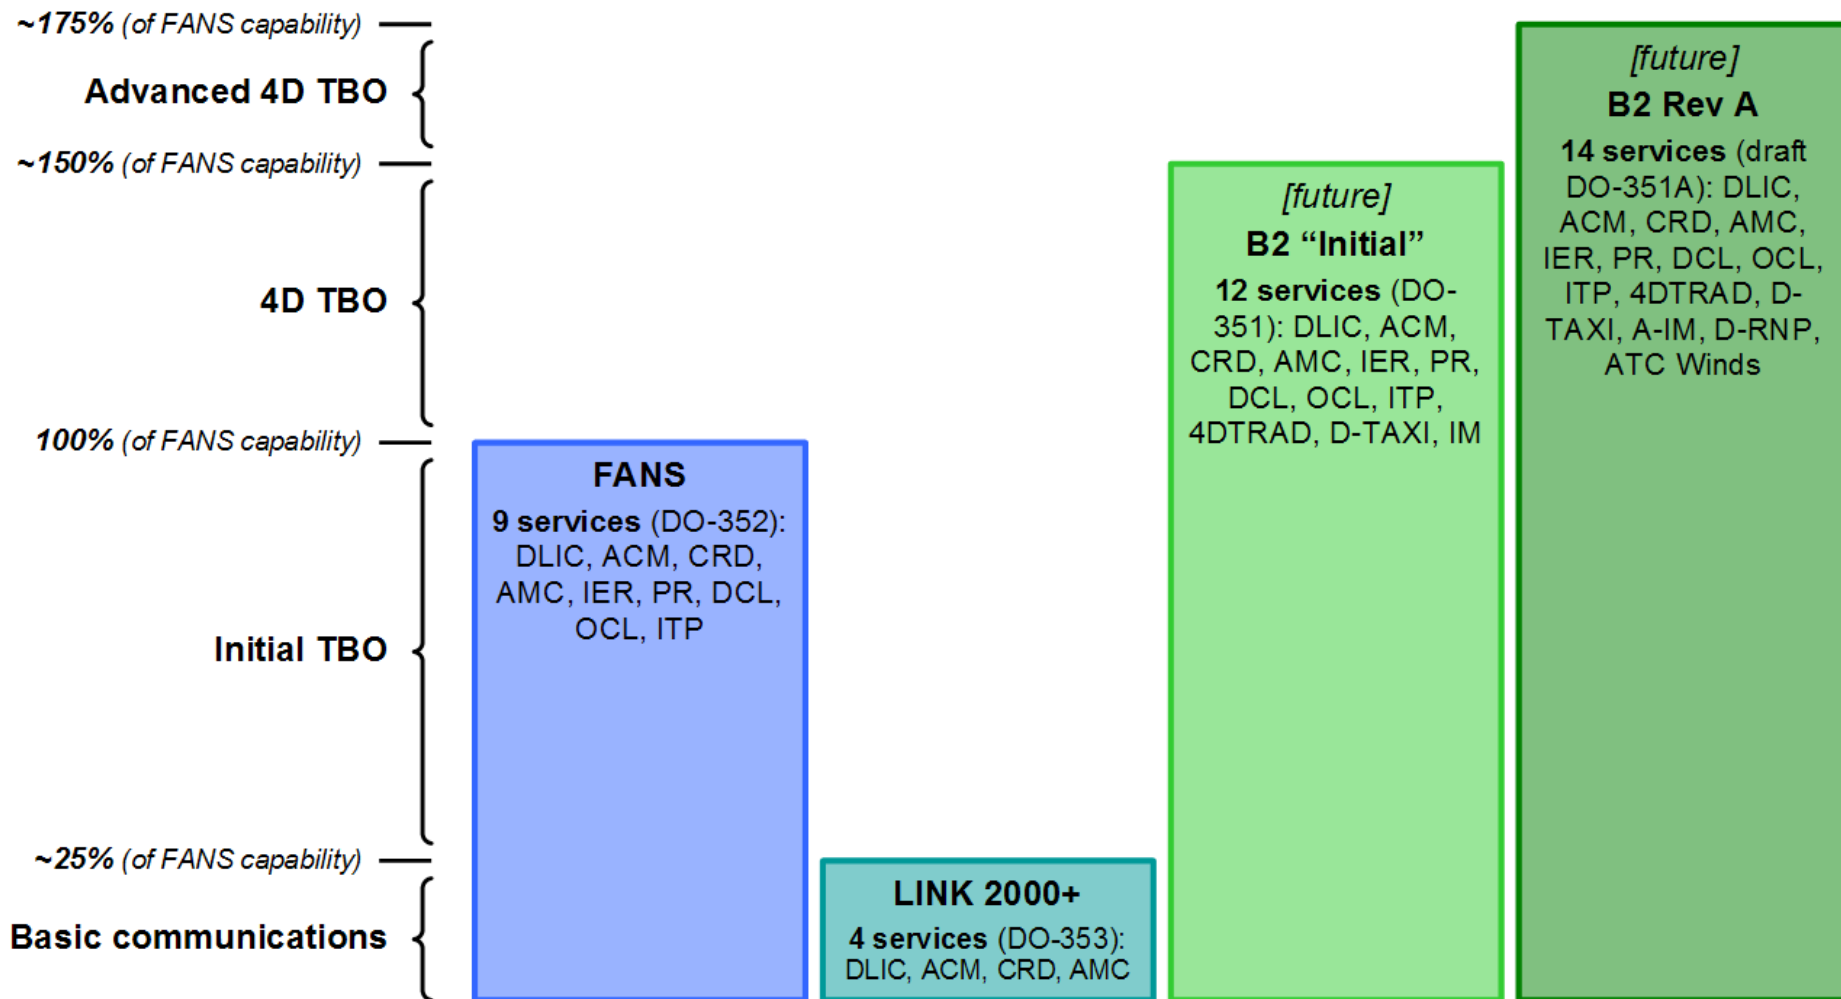 ~175% (of FANS capability)
Advanced 4D TBO
~150% (of FANS capability)
4D TBO
100% (of FANS capability)
Initial TBO
~25% (of FANS capability)
Basic communications
FANS
9 services (DO-352):
DLIC, ACM, CRD,
AMC, IER, PR, DCL,
OCL, ITP
LINK 2000+
4 services (DO-353):
DLIC, ACM, CRD, AMC
[future]
B2 “Initial”
12 services (DO-
351): DLIC, ACM,
CRD, AMC, IER, PR,
DCL, OCL, ITP,
4DTRAD, D-TAXI, IM
[future]
B2 Rev A
14 services (draft
DO-351A): DLIC,
ACM, CRD, AMC,
IER, PR, DCL, OCL,
ITP, 4DTRAD, D-
TAXI, A-IM, D-RNP,
ATC Winds